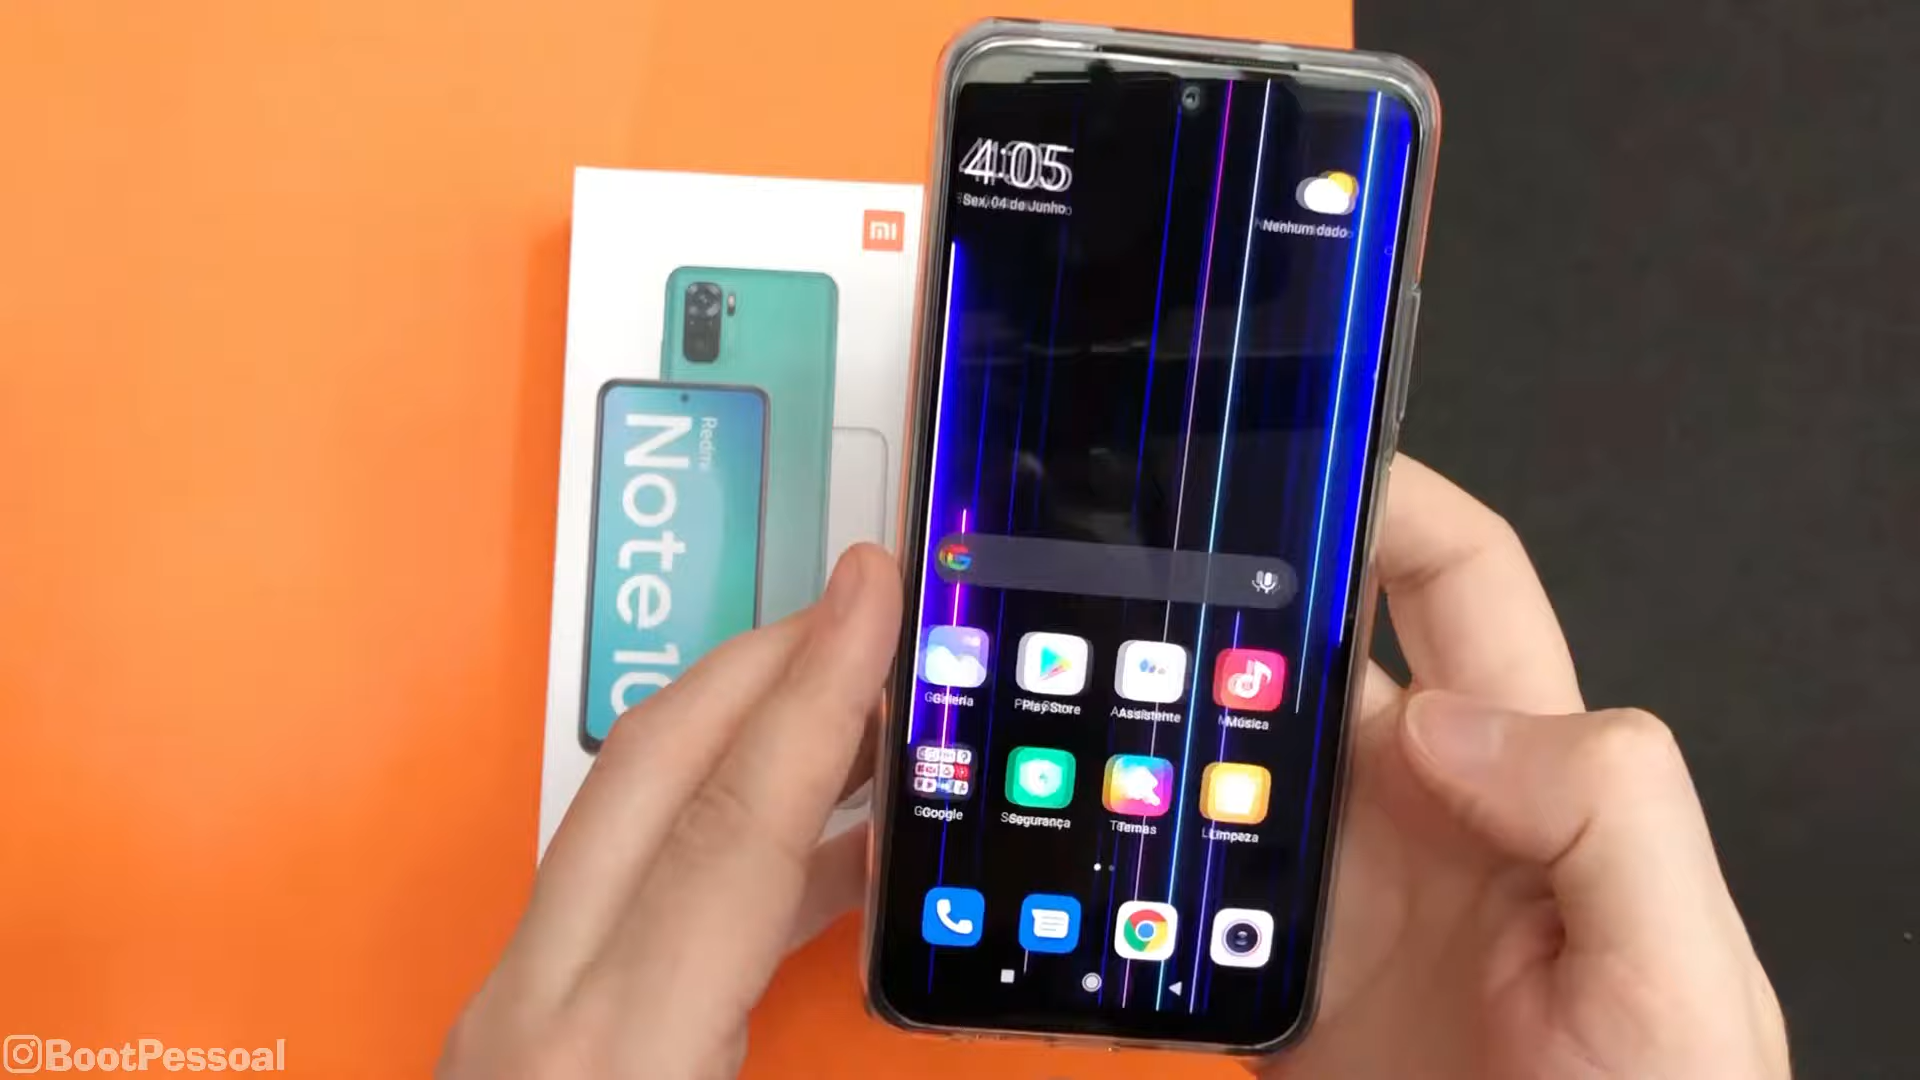 mi
Redmi
Note 10
4:05
Sex, 04 de Junho
Nenhum dado
Galeria
Play Store
Assistente
Música
Google
Segurança
Temas
Limpeza
BootPessoal